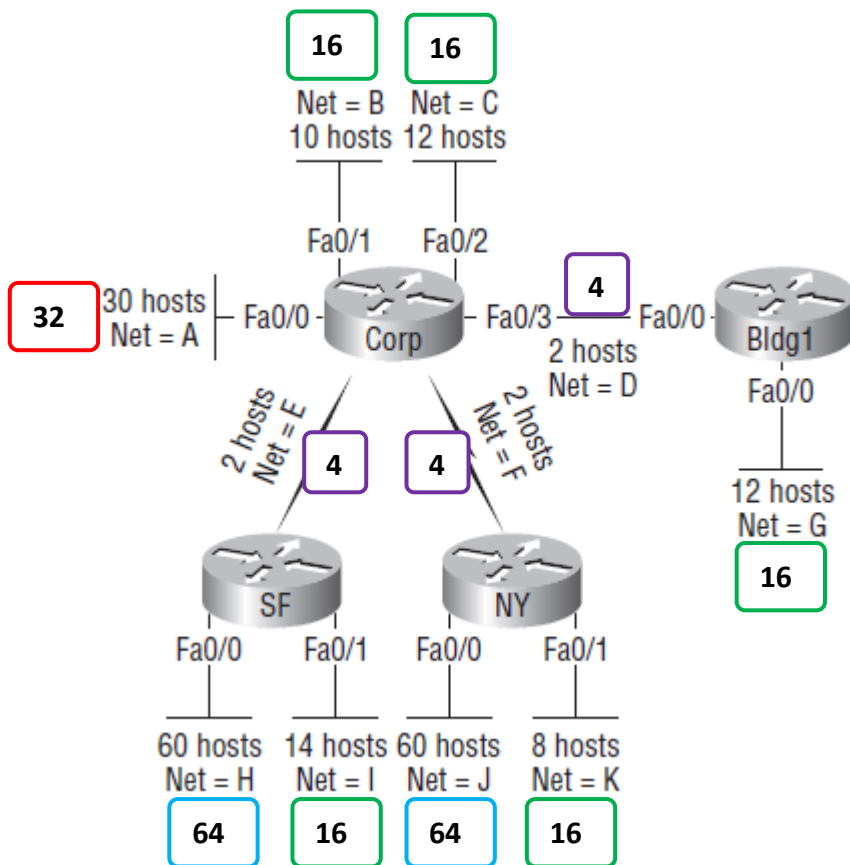 16
16
Net = B
Net = C
10 hosts
12 hosts
Fa0/1
Fa0/2
32
30 hosts
Net = A
Fa0/0
Corp
Fa0/3
4
Fa0/0
Bldg1
2 hosts
Net = D
Fa0/0
2 hosts
Net = E
4
2 hosts
Net = F
4
12 hosts
Net = G
16
SF
NY
Fa0/0
Fa0/1
Fa0/0
Fa0/1
60 hosts
Net = H
14 hosts
Net = I
60 hosts
Net = J
8 hosts
Net = K
64
16
64
16